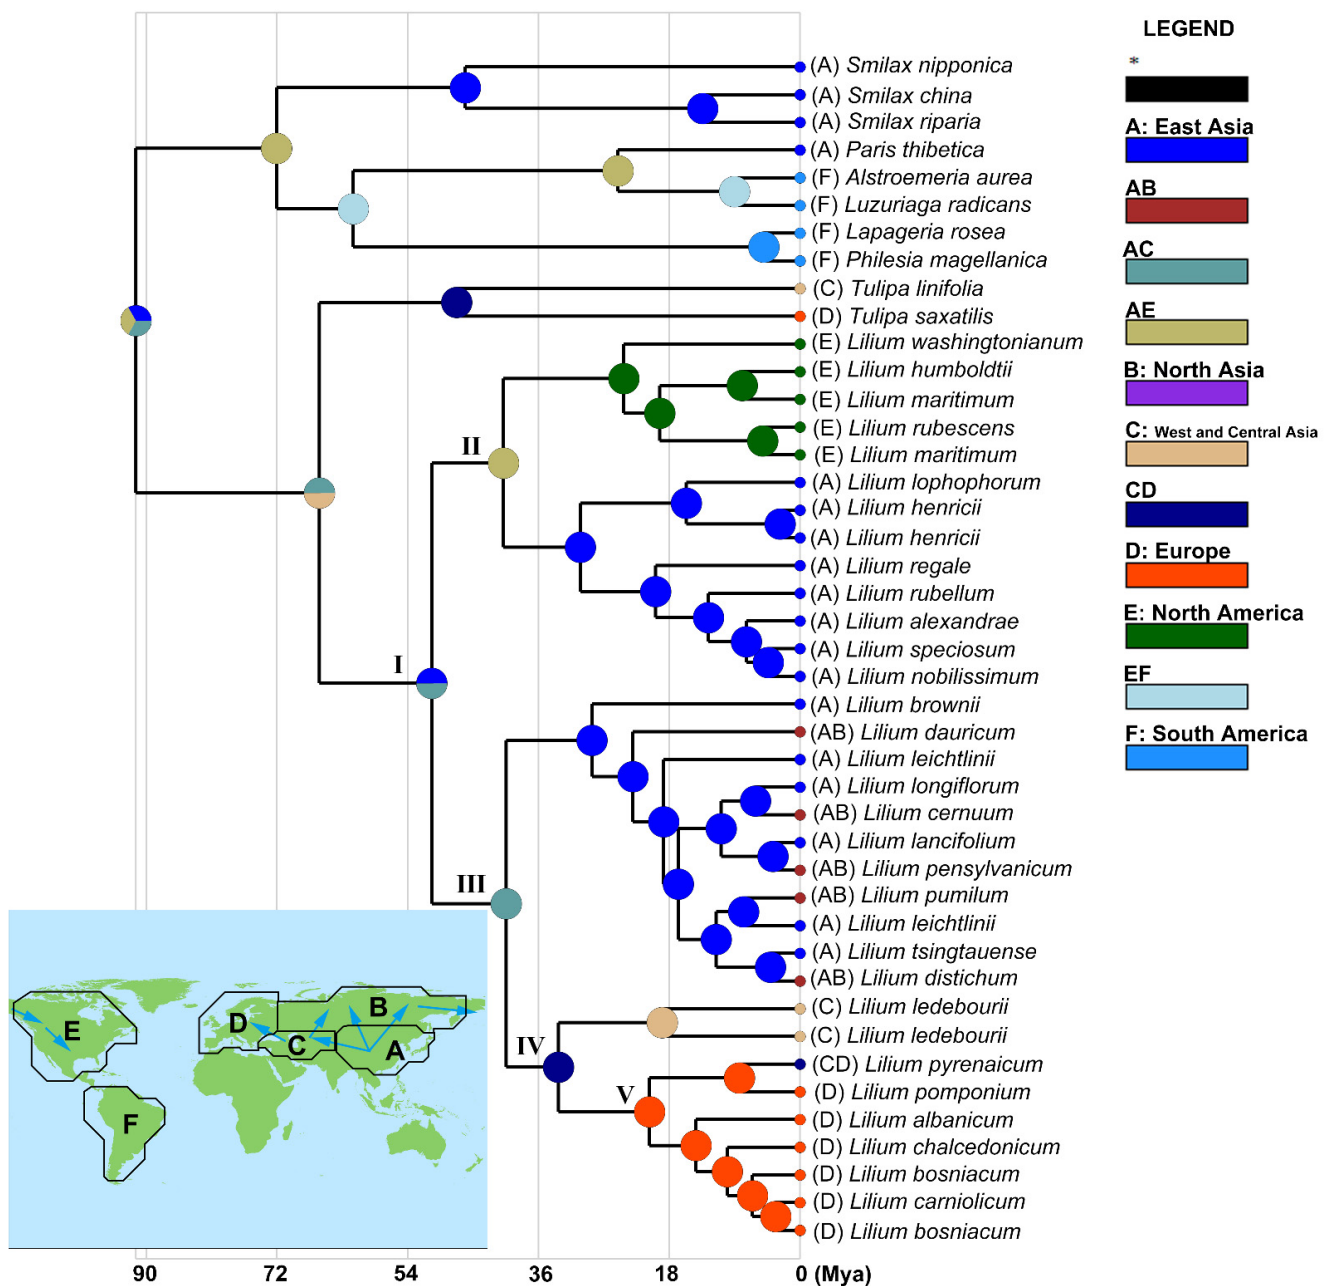 (A) Smilax nipponica
(A) Smilax china
(A) Smilax riparia
(A) Paris thibetica
(F) Alstroemeria aurea
(F) Luzuriaga radicans
(F) Lapageria rosea
(F) Philesia magellanica
(C) Tulipa linifolia
(D) Tulipa saxatilis
(E) Lilium washingtonianum
(E) Lilium humboldtii
(E) Lilium maritimum
(E) Lilium rubescens
(E) Lilium maritimum
(A) Lilium lophophorum
(A) Lilium henricii
(A) Lilium henricii
(A) Lilium regale
(A) Lilium rubellum
(A) Lilium alexandrae
(A) Lilium speciosum
(A) Lilium nobilissimum
(A) Lilium brownii
(AB) Lilium dauricum
(A) Lilium leichtlinii
(A) Lilium longiflorum
(AB) Lilium cernuum
(A) Lilium lancifolium
(AB) Lilium pensylvanicum
(AB) Lilium pumilum
(A) Lilium leichtlinii
(A) Lilium tsingtauense
(AB) Lilium distichum
(C) Lilium ledebourii
(C) Lilium ledebourii
(CD) Lilium pyrenaicum
(D) Lilium pomponium
(D) Lilium albanicum
(D) Lilium chalcedonicum
(D) Lilium bosniacum
(D) Lilium carniolicum
(D) Lilium bosniacum
II
I
III
IV
V
E
D
B
C
A
F
90 72 54 36 18 0 (Mya)
LEGEND
*
A: East Asia
AB
AC
AE
B: North Asia
C: West and Central Asia
CD
D: Europe
E: North America
EF
F: South America